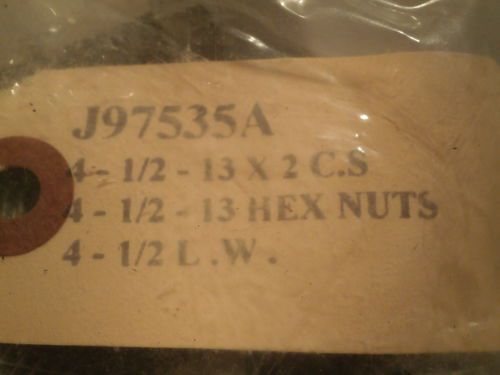 J97535A
4 - 1/2 - 13 X 2 C.S
4 - 1/2 - 13 HEX NUTS
4 - 1/2 L .W .